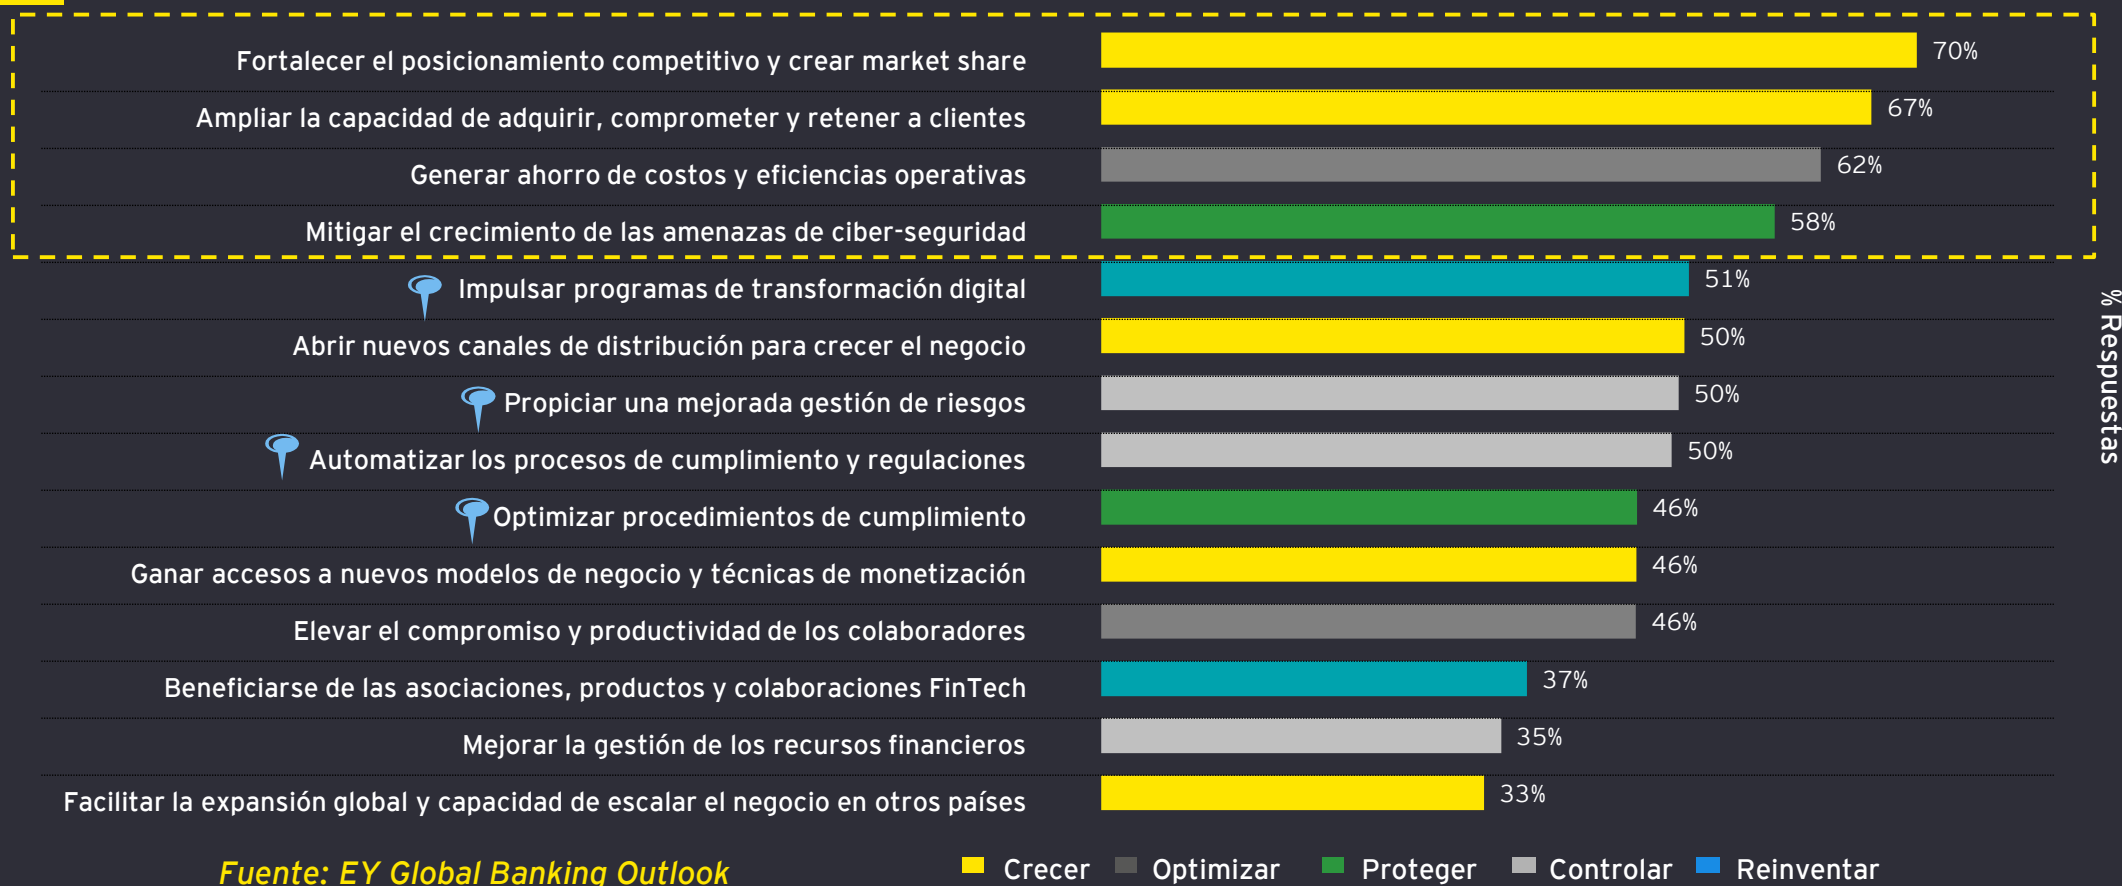 Fortalecer el posicionamiento competitivo y crear market share 70%
Ampliar la capacidad de adquirir, comprometer y retener a clientes 67%
Generar ahorro de costos y eficiencias operativas 62%
Mitigar el crecimiento de las amenazas de ciber-seguridad 58%
Impulsar programas de transformación digital 51%
Abrir nuevos canales de distribución para crecer el negocio 50%
Propiciar una mejorada gestión de riesgos 50%
Automatizar los procesos de cumplimiento y regulaciones 50%
Optimizar procedimientos de cumplimiento 46%
Ganar accesos a nuevos modelos de negocio y técnicas de monetización 46%
Elevar el compromiso y productividad de los colaboradores 46%
Beneficiarse de las asociaciones, productos y colaboraciones FinTech 37%
Mejorar la gestión de los recursos financieros 35%
Facilitar la expansión global y capacidad de escalar el negocio en otros países 33%
% Respuestas
Fuente: EY Global Banking Outlook
Crecer Optimizar Proteger Controlar Reinventar